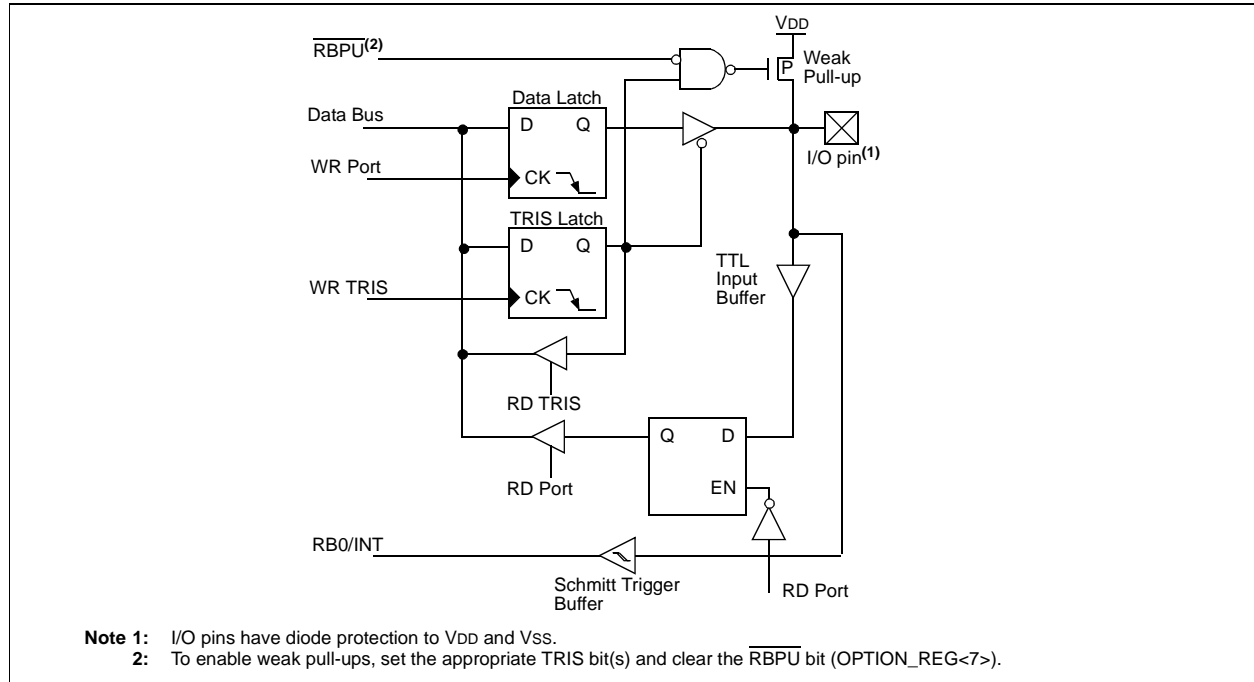 VDD
RBPU(2)
P
Weak
Pull-up
Data Latch
Data Bus
D Q
I/O pin(1)
WR Port
CK
TRIS Latch
D Q
TTL
Input
Buffer
WR TRIS
CK
RD TRIS
Q D
EN
RD Port
RB0/INT
Schmitt Trigger
Buffer
RD Port
Note 1: I/O pins have diode protection to VDD and VSS.
2: To enable weak pull-ups, set the appropriate TRIS bit(s) and clear the RBPU bit (OPTION_REG<7>).